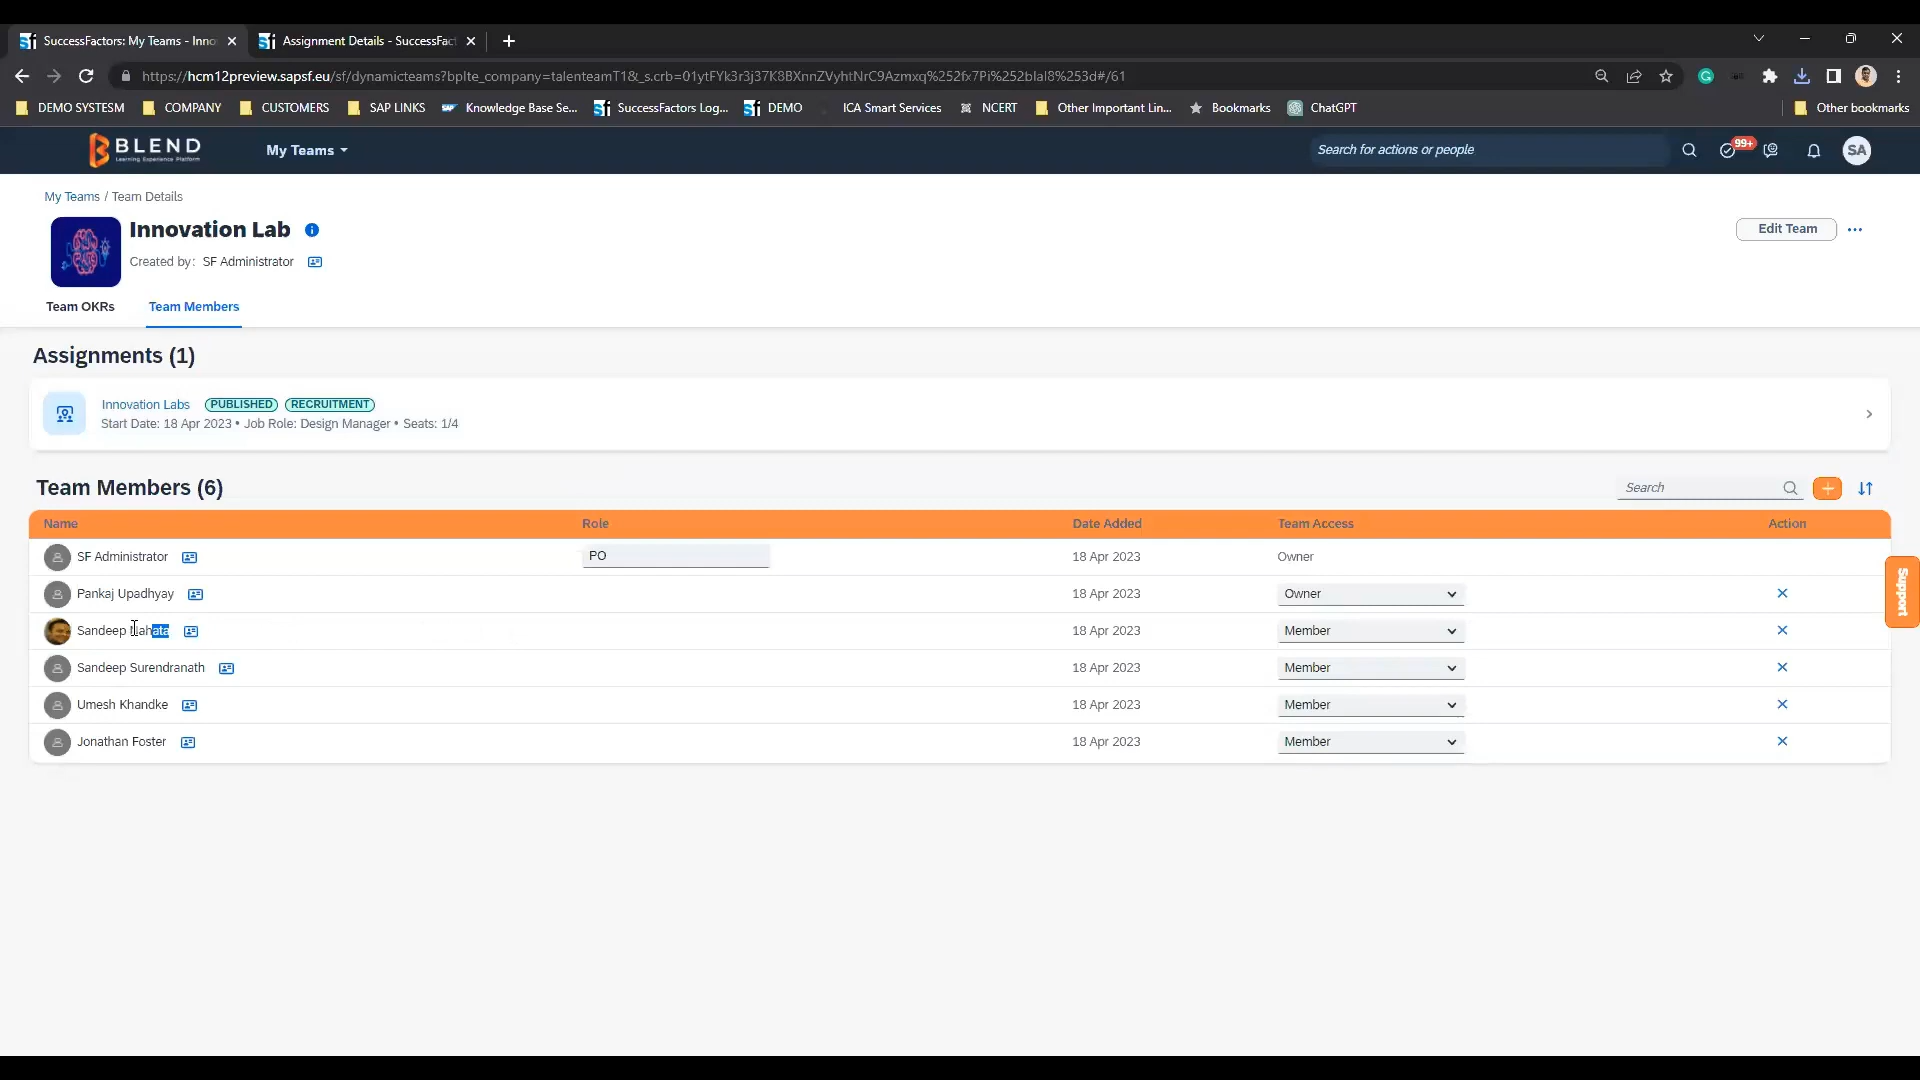 SuccessFactors: My Teams - Inno
Assignment Details - SuccessFac
https://hcm12preview.sapsf.eu/sf/dynamicteams?bplte_company=talenteamT1&_s.crb=01ytFYk3r3j37K8BXnnZVyhtNrC9Azmxq%252fx7Pi%252blal8%253d#/61
DEMO SYSTESM COMPANY CUSTOMERS SAP LINKS Knowledge Base Se... SuccessFactors Log... DEMO ICA Smart Services NCERT Other Important Lin... Bookmarks ChatGPT Other bookmarks
BLEND
Learning Experience Platform
My Teams
Search for actions or people
99+
SA
My Teams / Team Details
Innovation Lab
Edit Team
Created by: SF Administrator
Team OKRs Team Members
Assignments (1)
Innovation Labs PUBLISHED RECRUITMENT
Start Date: 18 Apr 2023 • Job Role: Design Manager • Seats: 1/4
Team Members (6)
Search
Name Role Date Added Team Access Action
SF Administrator PO 18 Apr 2023 Owner
Pankaj Upadhyay 18 Apr 2023 Owner
Sandeep Nahata 18 Apr 2023 Member
Sandeep Surendranath 18 Apr 2023 Member
Umesh Khandke 18 Apr 2023 Member
Jonathan Foster 18 Apr 2023 Member
Support